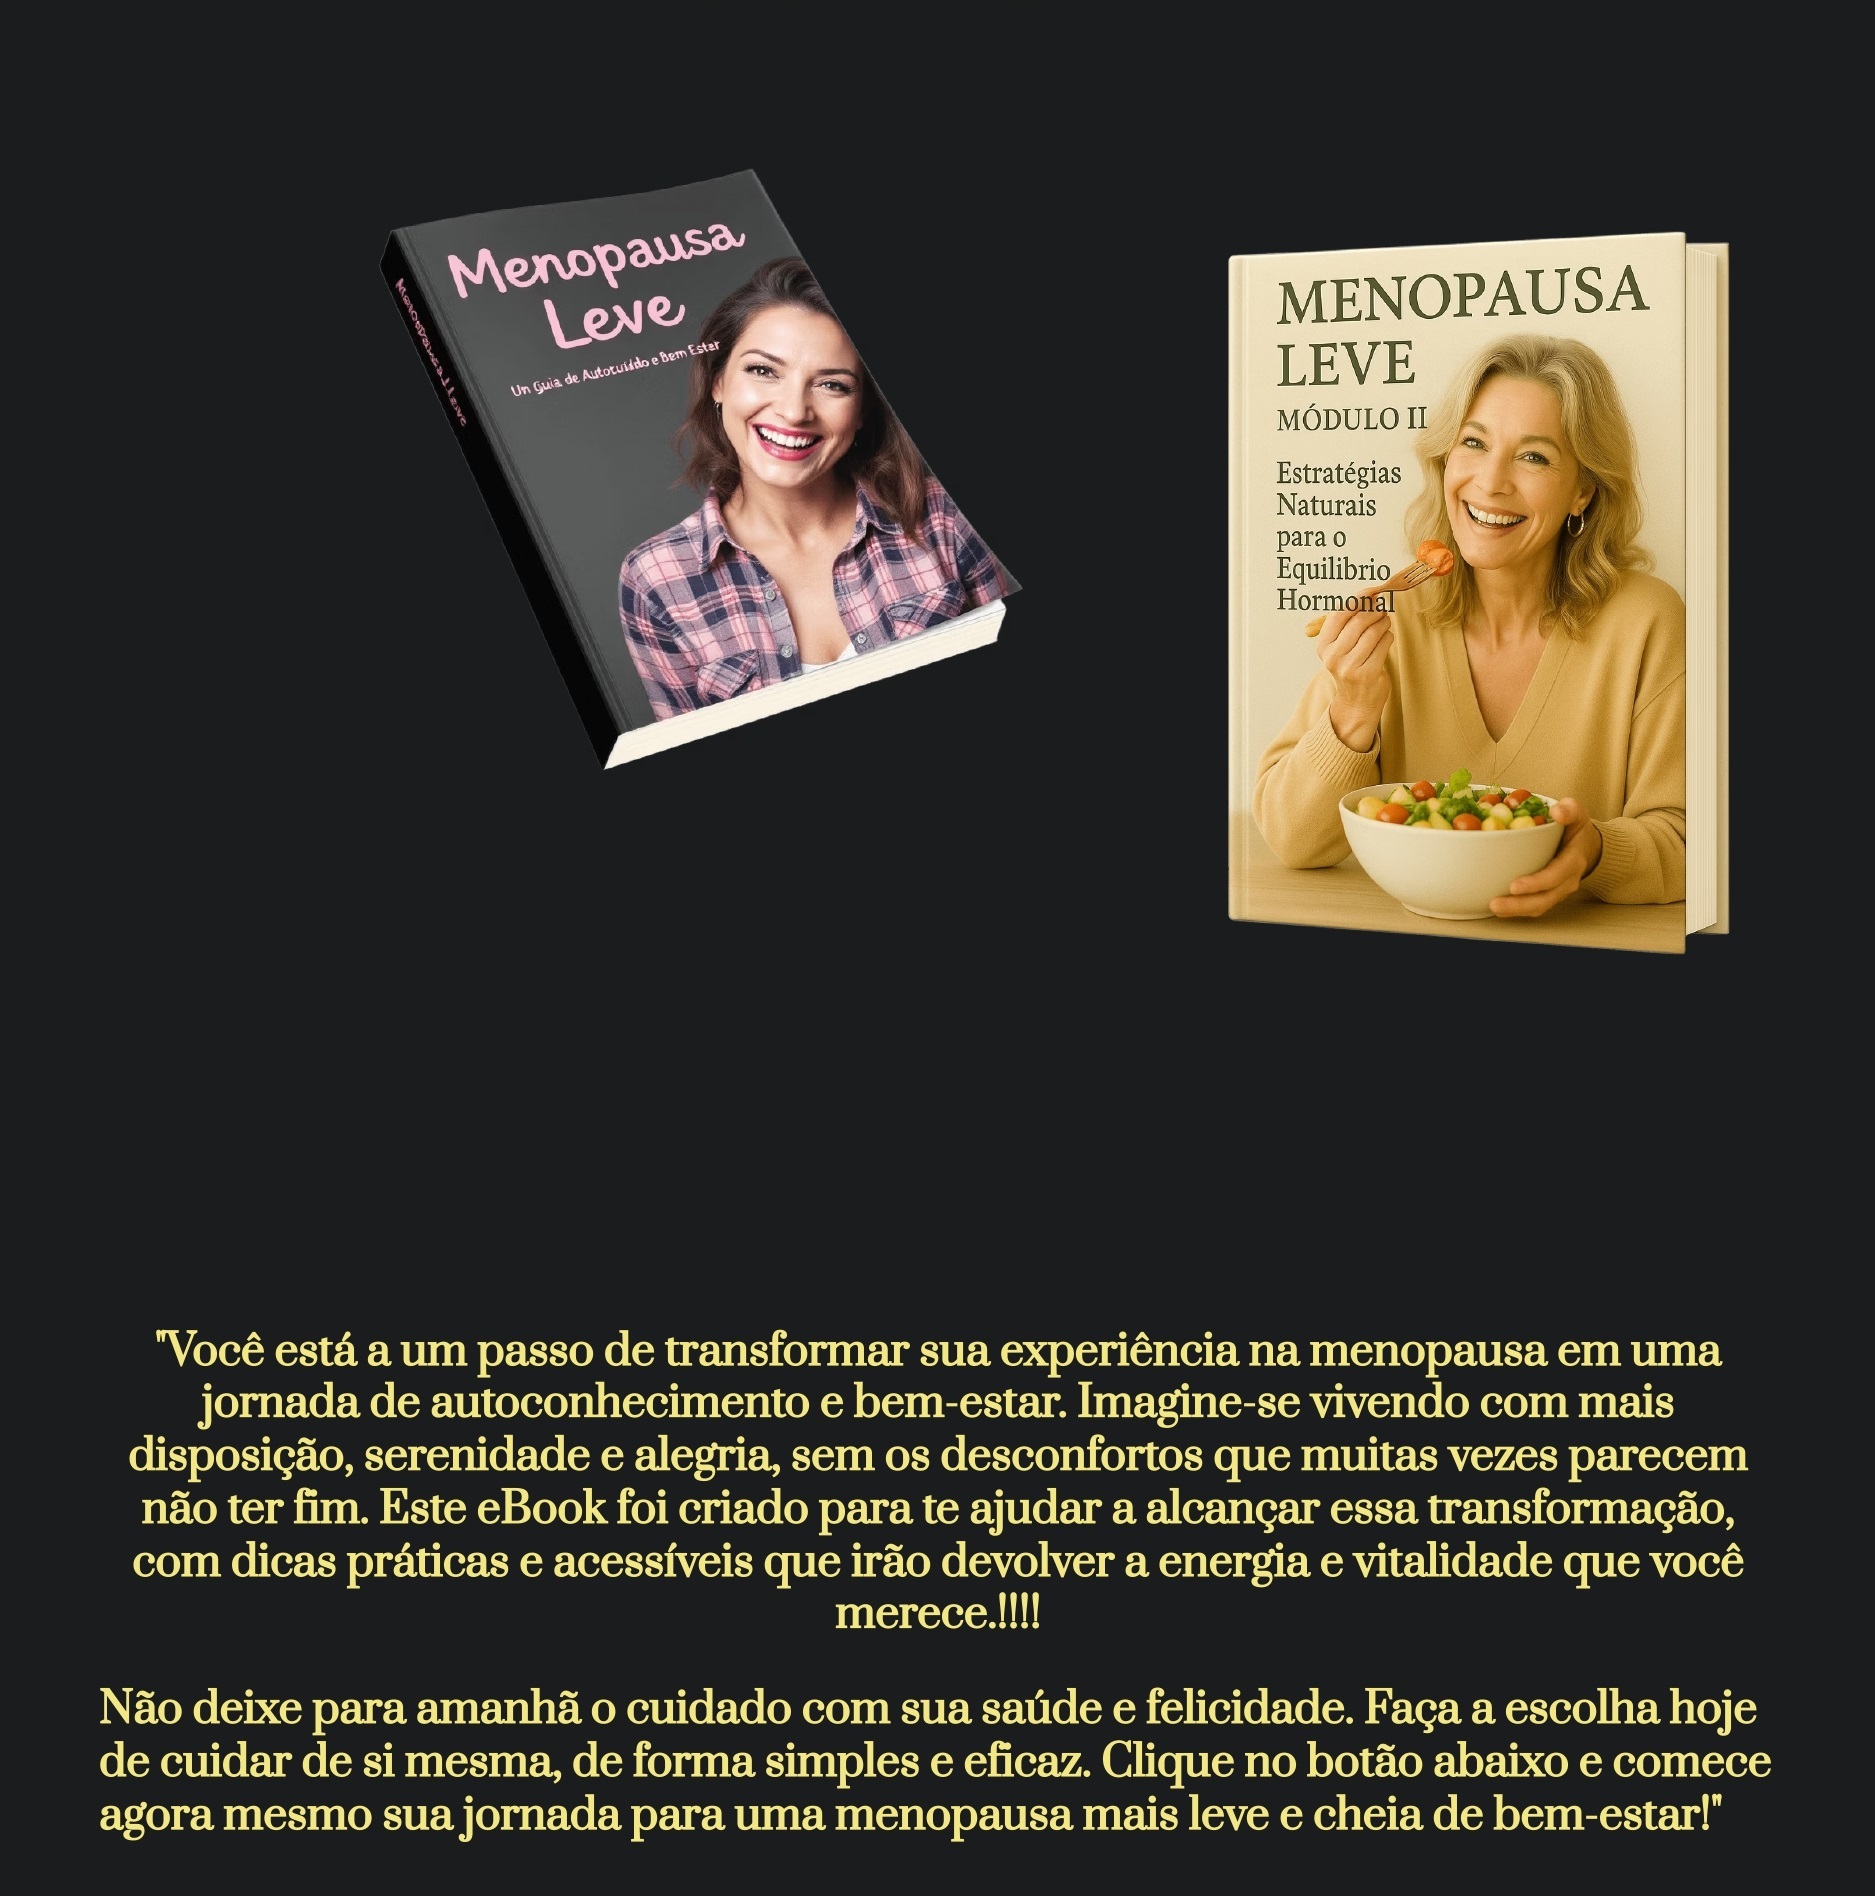 Menopausa
Leve
Un Guia de Autocuidado e Bem Estar
MENOPAUSA
LEVE
MÓDULO II
Estratégias
Naturais
para o
Equilibrio
Hormonal
"Você está a um passo de transformar sua experiência na menopausa em uma
jornada de autoconhecimento e bem-estar. Imagine-se vivendo com mais
disposição, serenidade e alegria, sem os desconfortos que muitas vezes parecem
não ter fim. Este eBook foi criado para te ajudar a alcançar essa transformação,
com dicas práticas e acessíveis que irão devolver a energia e vitalidade que você
merece.!!!!
Não deixe para amanhã o cuidado com sua saúde e felicidade. Faça a escolha hoje
de cuidar de si mesma, de forma simples e eficaz. Clique no botão abaixo e comece
agora mesmo sua jornada para uma menopausa mais leve e cheia de bem-estar!"